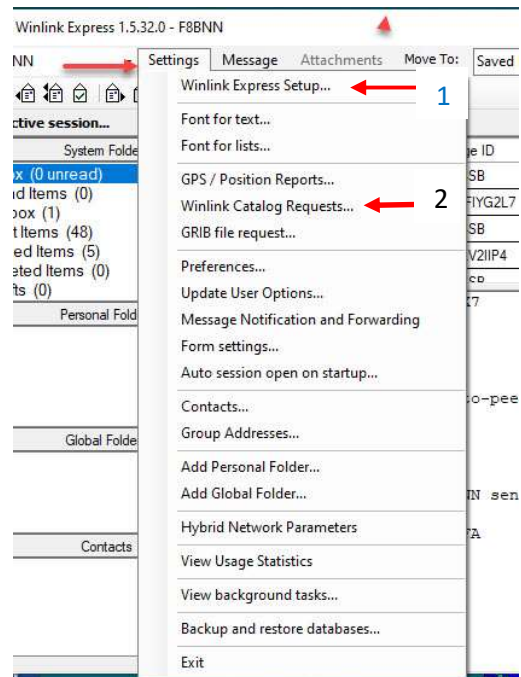 Winlink Express 1.5.32.0 - F8BNN
NN Settings Message Attachments Move To: Saved
ctive session...
System Folde
x (0 unread)
d Items (0)
box (1)
t Items (48)
ed Items (5)
eted Items (0)
ts (0)
Personal Fold
Global Folde
Contacts
Winlink Express Setup... 1
Font for text...
Font for lists...
GPS / Position Reports...
Winlink Catalog Requests... 2
GRIB file request...
Preferences...
Update User Options...
Message Notification and Forwarding
Form settings...
Auto session open on startup...
Contacts...
Group Addresses...
Add Personal Folder...
Add Global Folder...
Hybrid Network Parameters
View Usage Statistics
View background tasks...
Backup and restore databases...
Exit
ge ID
SB
FIYG2L7
SB
V2IIP4
o-pee
NN sen
FA